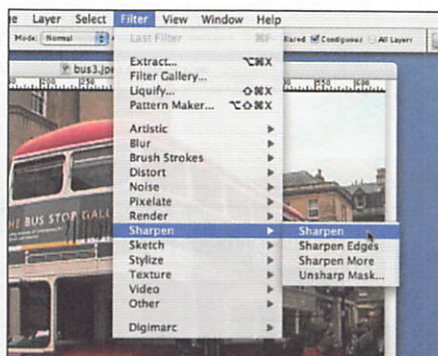 e Layer Select Filter View Window Help
Mode: Normal Last Filter ⌘F Contiguous All Layers
bus3.jpe
Extract... ⌥⌘X
Filter Gallery...
Liquify... ⇧⌘X
Pattern Maker... ⌥⇧⌘X
Artistic
Blur
Brush Strokes
Distort
Noise
Pixelate
Render
Sharpen
Sketch
Stylize
Texture
Video
Other
Digimarc
Sharpen
Sharpen Edges
Sharpen More
Unsharp Mask...
HE BUS STOP GALL